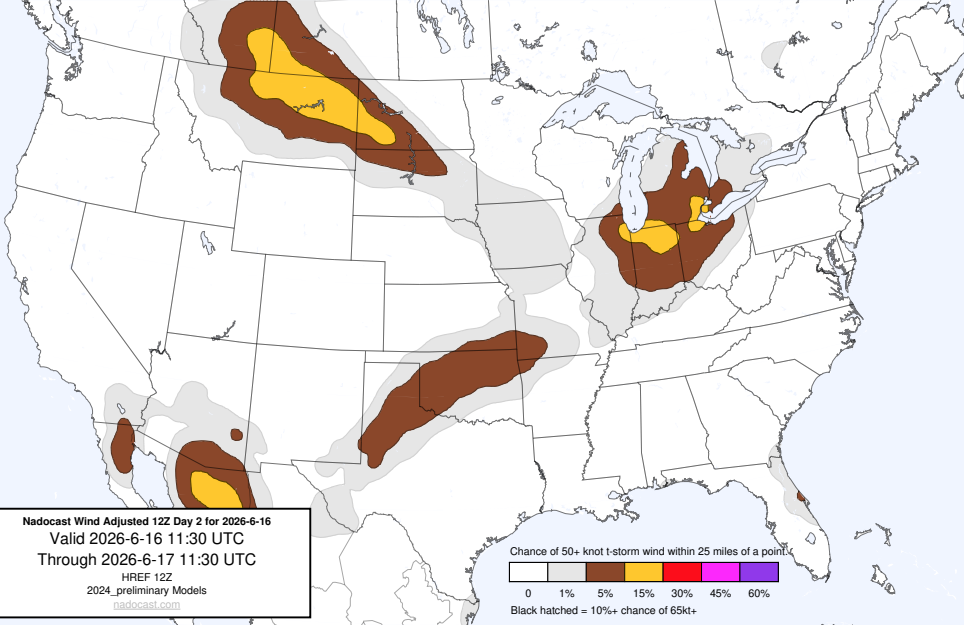 Nadocast Wind Adjusted 12Z Day 2 for 2026-6-16
Valid 2026-6-16 11:30 UTC
Through 2026-6-17 11:30 UTC
HREF 12Z
2024_preliminary Models
nadocast.com
Chance of 50+ knot t-storm wind within 25 miles of a point.
0 1% 5% 15% 30% 45% 60%
Black hatched = 10%+ chance of 65kt+